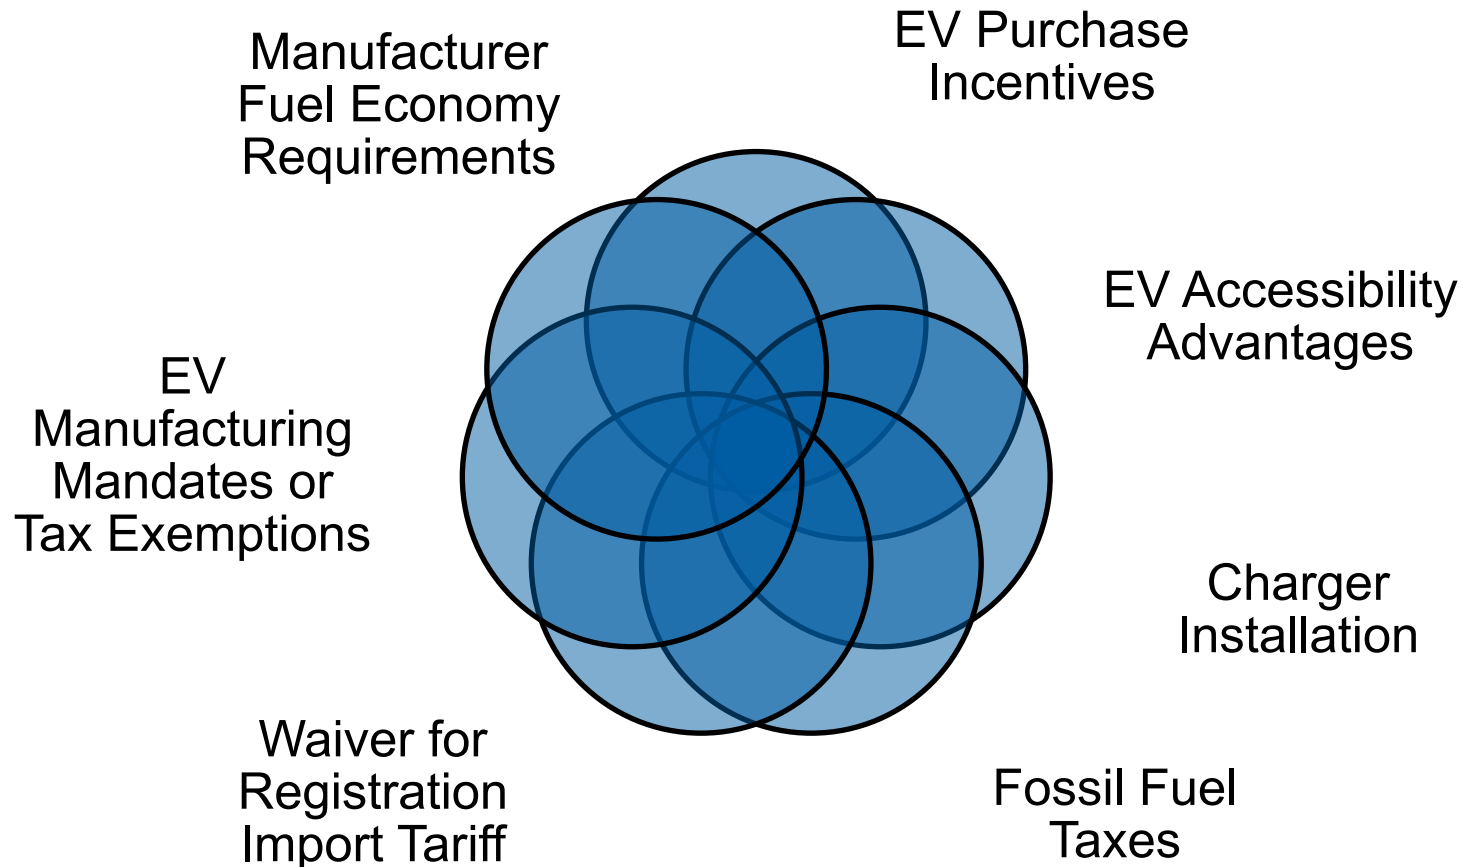 Manufacturer
Fuel Economy
Requirements
EV Purchase
Incentives
EV Accessibility
Advantages
EV
Manufacturing
Mandates or
Tax Exemptions
Charger
Installation
Waiver for
Registration
Import Tariff
Fossil Fuel
Taxes